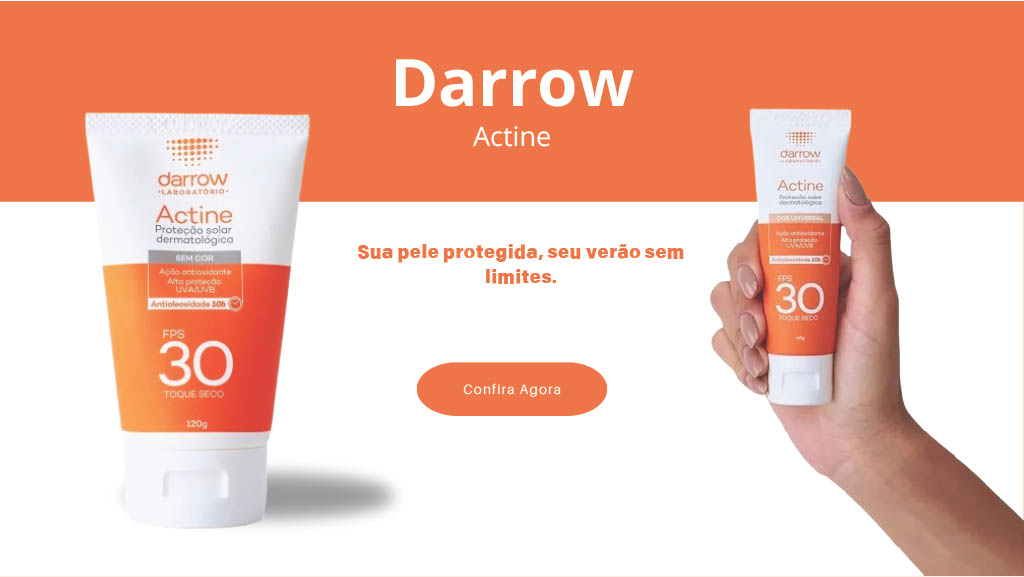 Darrow
Actine
Sua pele protegida, seu verão sem
limites.
Confira Agora
darrow
•LABORATÓRIO•
Actine
Proteção solar
dermatológica
SEM COR
Ação antioxidante
Alta proteção
UVA/UVB
Antioleosidade 10h
FPS
30
TOQUE SECO
120g
darrow
•LABORATÓRIO•
Actine
Proteção solar
dermatológica
COR UNIVERSAL
Ação antioxidante
Alta proteção
UVA/UVB
Antioleosidade 10h
FPS
30
TOQUE SECO